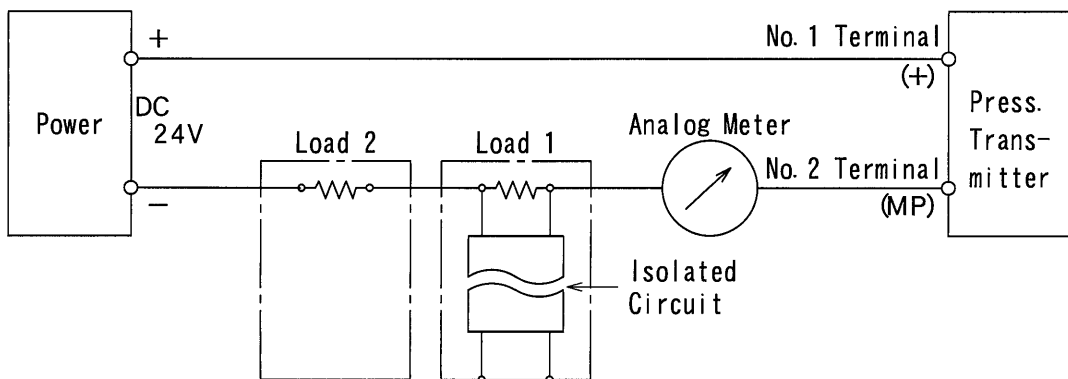 +
No. 1 Terminal
(+)
Power
DC
24V
Press.
Trans-
mitter
Analog Meter
Load 2
Load 1
No. 2 Terminal
(MP)
−
Isolated
Circuit